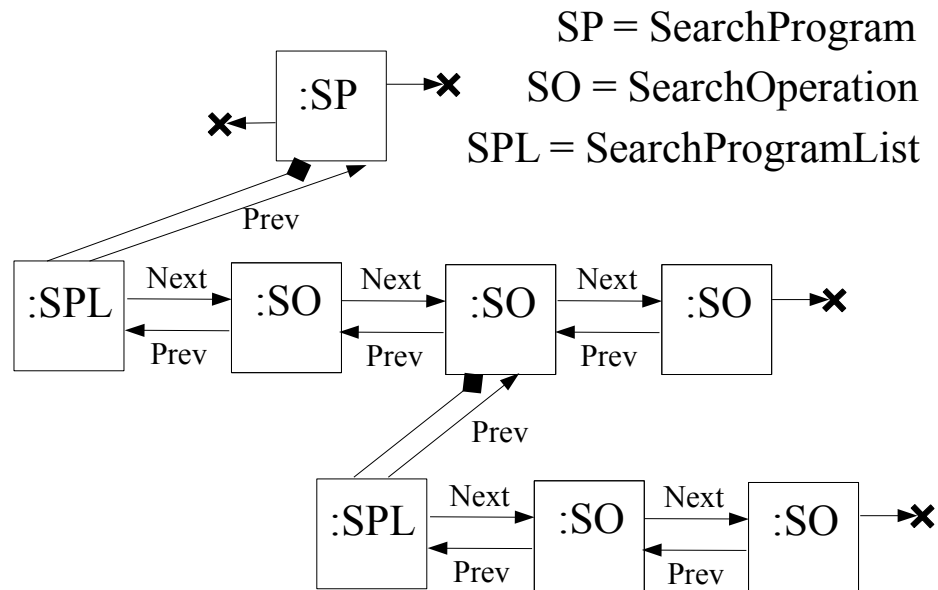 SP = SearchProgram
:SP
SO = SearchOperation
SPL = SearchProgramList
Prev
Next
Next
Next
:SPL
:SO
:SO
:SO
Prev
Prev
Prev
Prev
Next
Next
:SPL
:SO
:SO
Prev
Prev